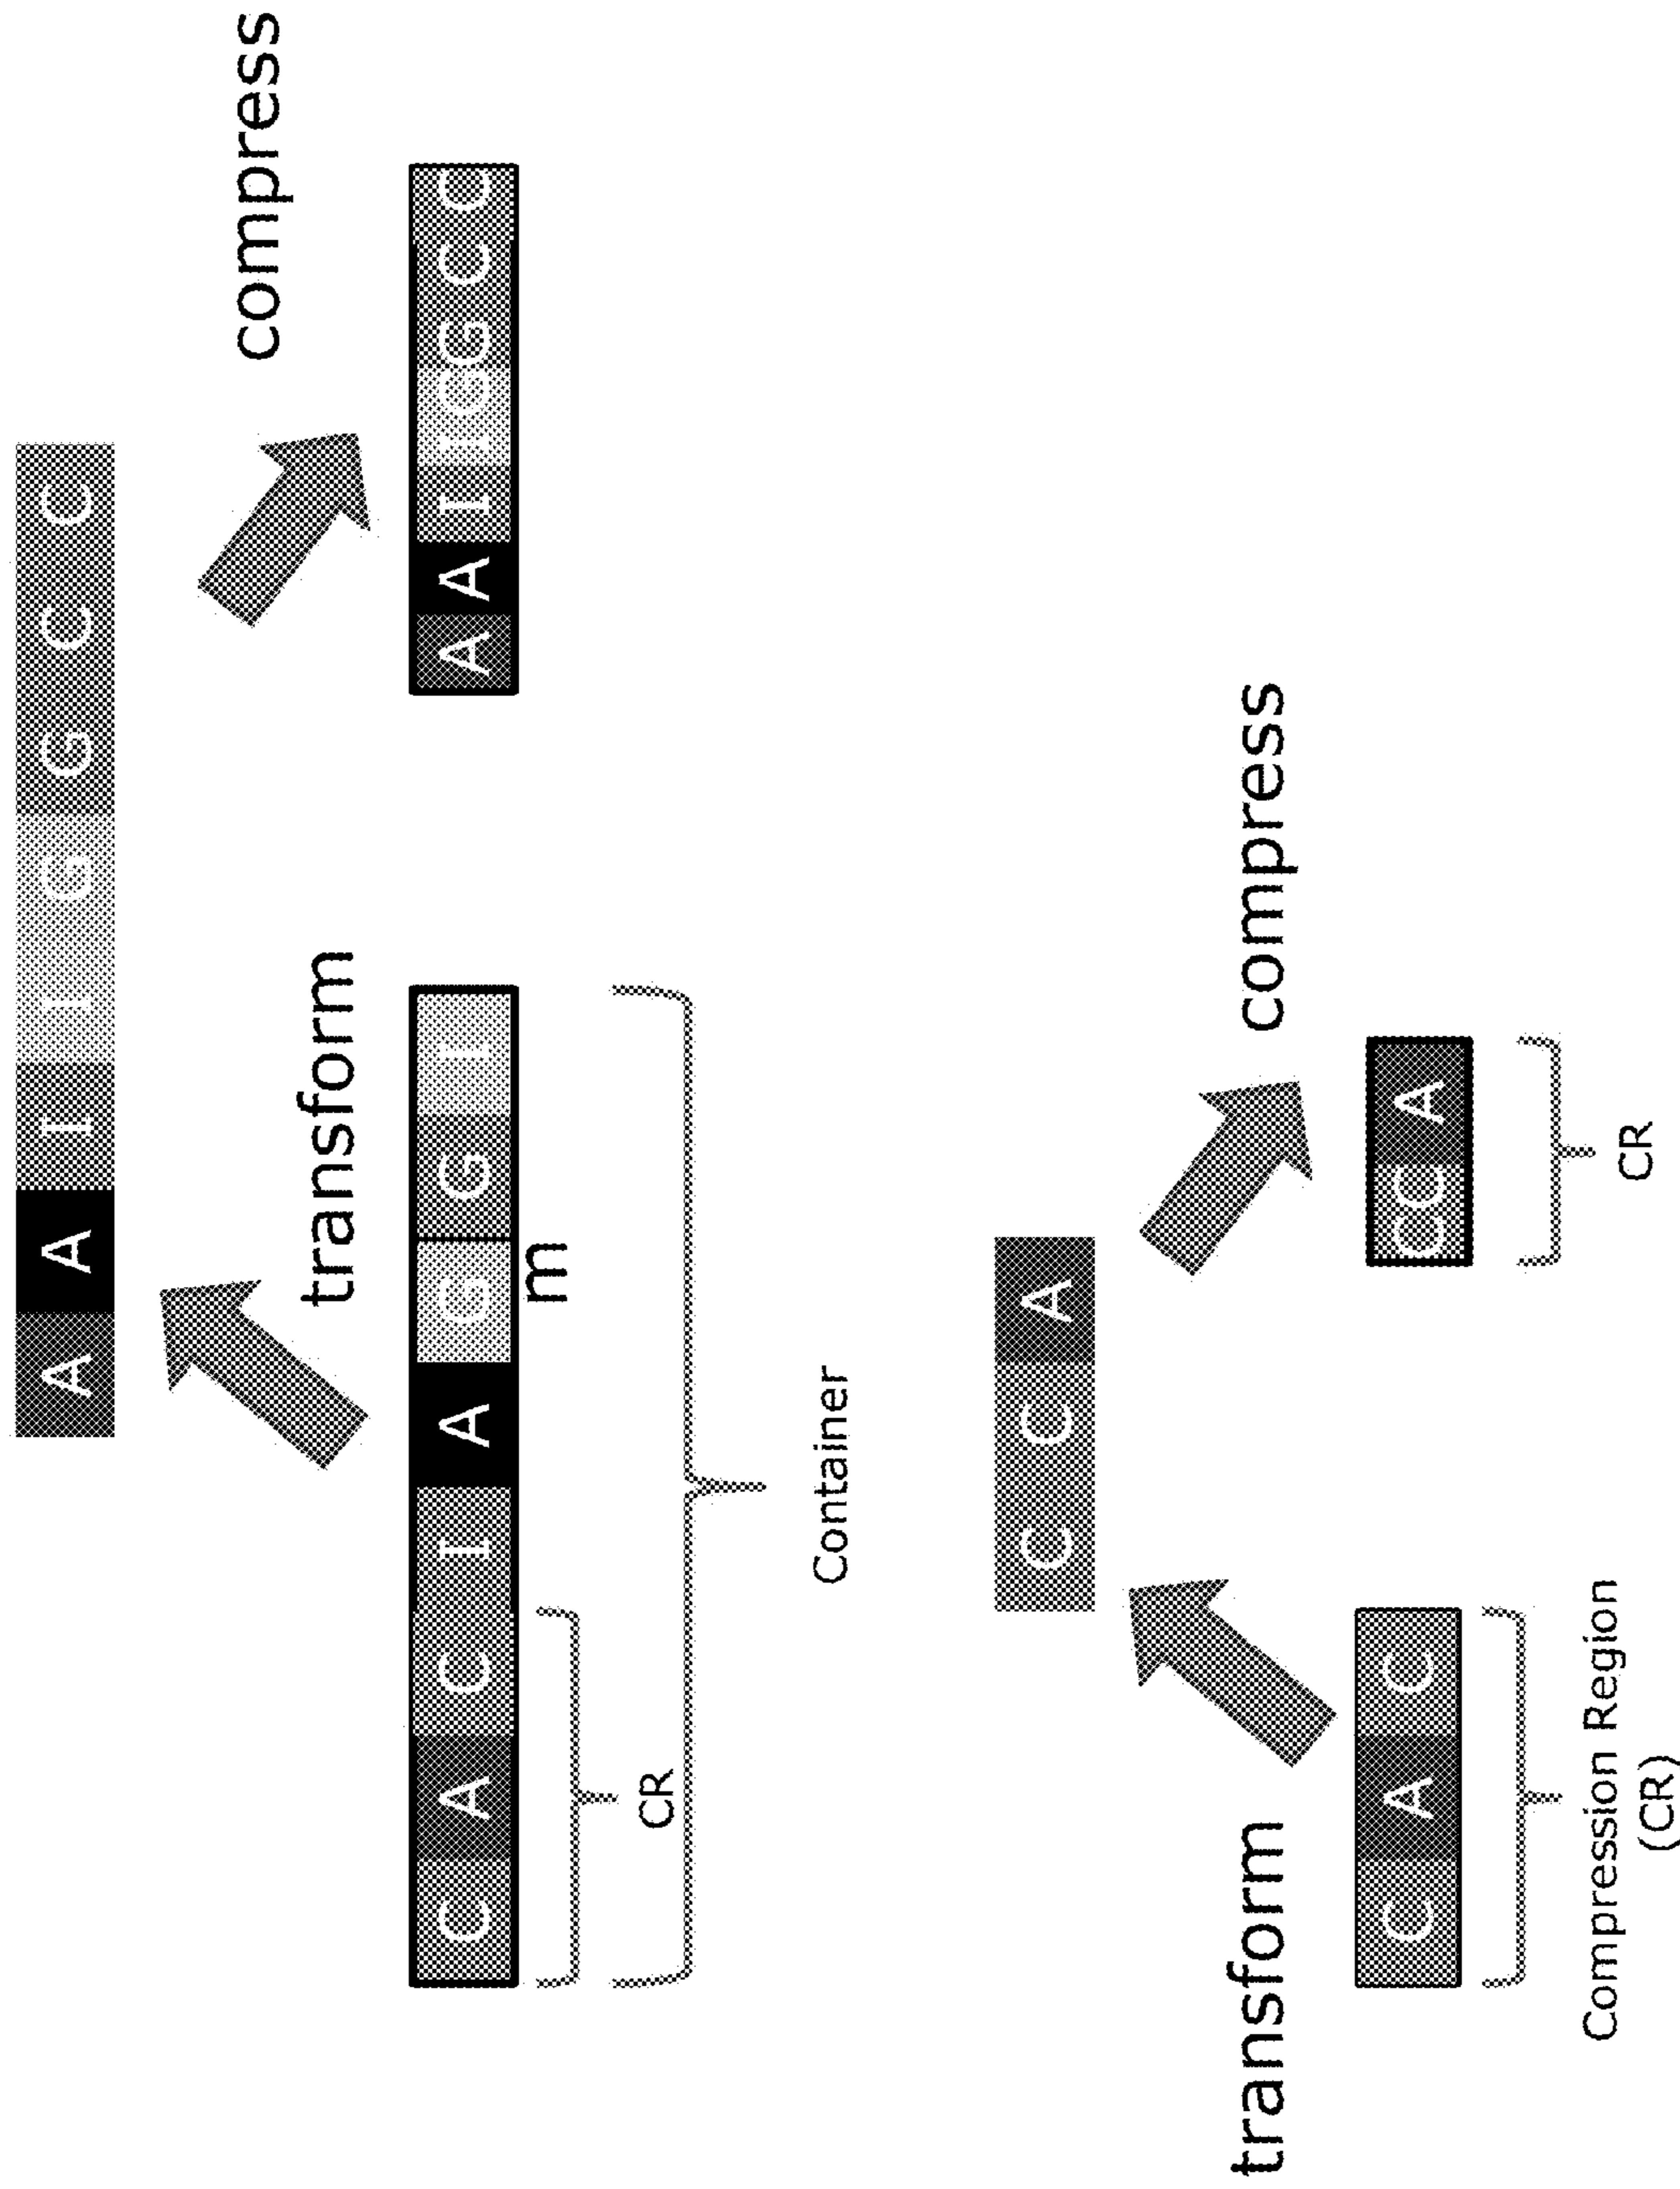 A A I I G G C C
compress
transform
C A C I A G G I
A A I I G G C C
m
CR
Container
C C A
transform
compress
C A C
CC A
Compression Region
(CR)
CR